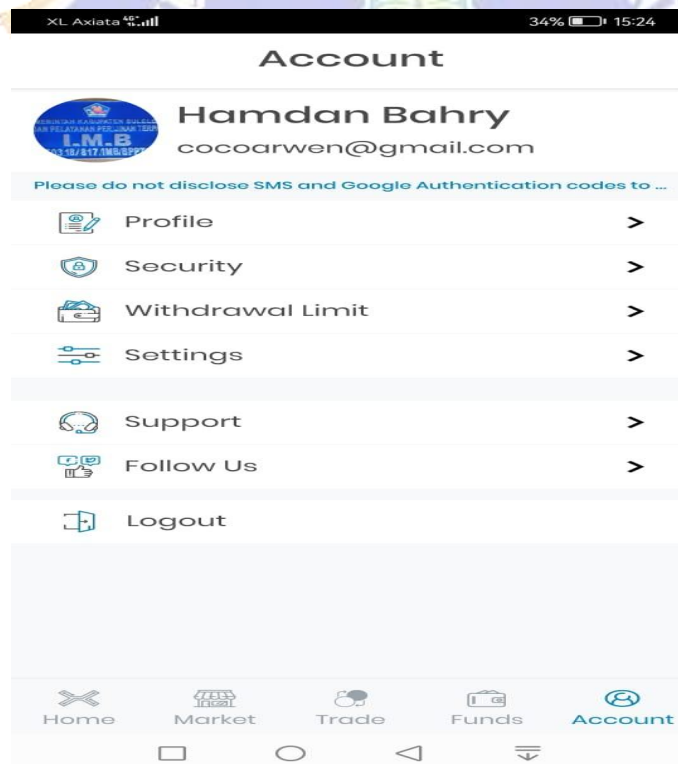 XL Axiata 4G 34% 15:24
Account
Hamdan Bahry
I.M.B
cocoarwen@gmail.com
Please do not disclose SMS and Google Authentication codes to ...
Profile >
Security >
Withdrawal Limit >
Settings >
Support >
Follow Us >
Logout
Home Market Trade Funds Account